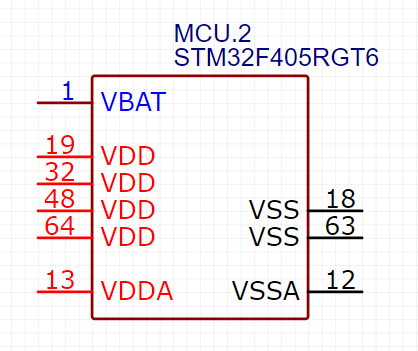 MCU.2
STM32F405RGT6
1 VBAT
19 VDD
32 VDD
48 VDD VSS 18
64 VDD VSS 63
13 VDDA VSSA 12